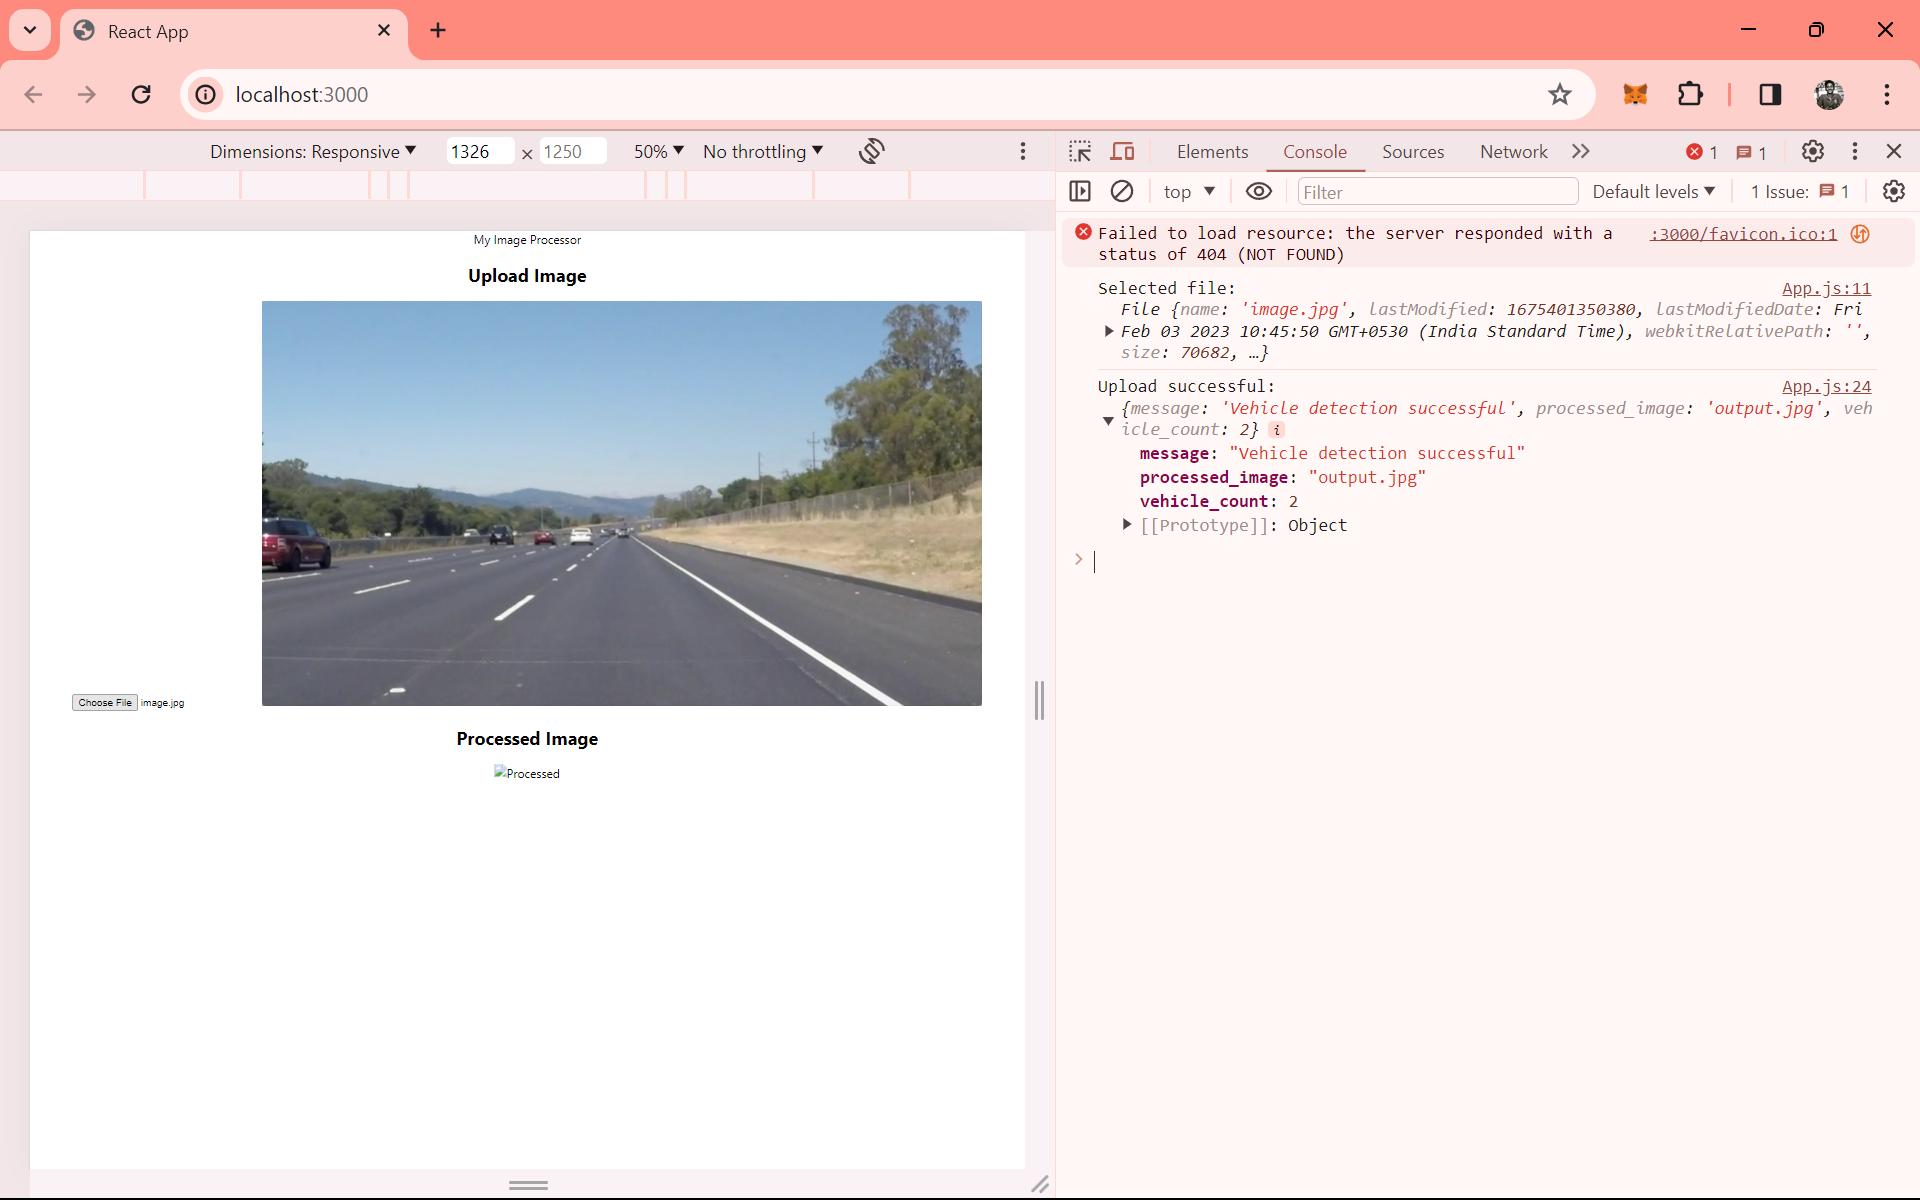 React App
localhost:3000
Dimensions: Responsive 1326 × 1250 50% No throttling
My Image Processor
Upload Image
Choose File image.jpg
Processed Image
Processed
Elements Console Sources Network 1 1
top Filter Default levels 1 Issue: 1
Failed to load resource: the server responded with a :3000/favicon.ico:1
status of 404 (NOT FOUND)
Selected file: App.js:11
File {name: 'image.jpg', lastModified: 1675401350380, lastModifiedDate: Fri
Feb 03 2023 10:45:50 GMT+0530 (India Standard Time), webkitRelativePath: '',
size: 70682, …}
Upload successful: App.js:24
{message: 'Vehicle detection successful', processed_image: 'output.jpg', veh
icle_count: 2} i
message: "Vehicle detection successful"
processed_image: "output.jpg"
vehicle_count: 2
[[Prototype]]: Object